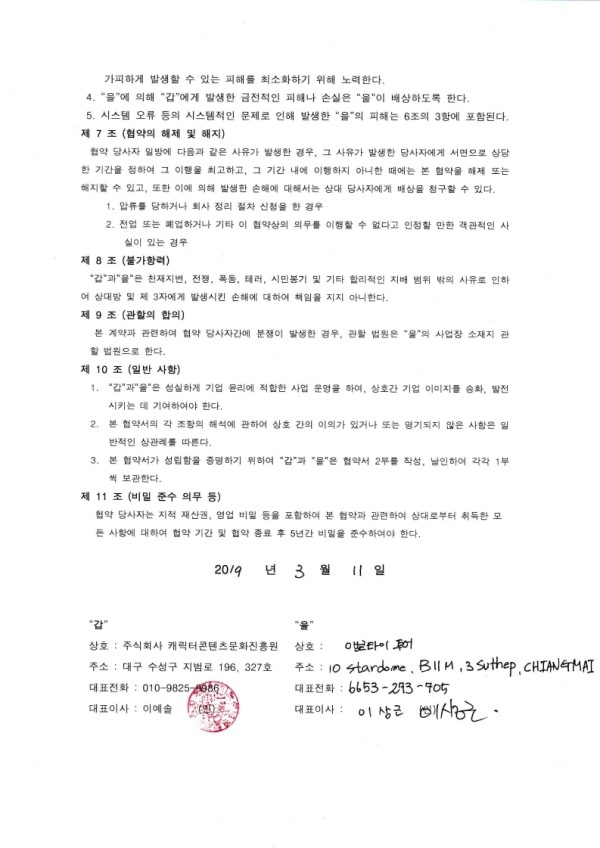 가피하게 발생할 수 있는 피해를 최소화하기 위해 노력한다.
4. "을"에 의해 "갑"에게 발생한 금전적인 피해나 손실은 "을"이 배상하도록 한다.
5. 시스템 오류 등의 시스템적인 문제로 인해 발생한 "을"의 피해는 6조의 3항에 포함된다.
제 7 조 (협약의 해제 및 해지)
협약 당사자 일방에 다음과 같은 사유가 발생한 경우, 그 사유가 발생한 당사자에게 서면으로 상당
한 기간을 정하여 그 이행을 최고하고, 그 기간 내에 이행하지 아니한 때에는 본 협약을 해제 또는
해지할 수 있고, 또한 이에 의해 발생한 손해에 대해서는 상대 당사자에게 배상을 청구할 수 있다.
1. 압류를 당하거나 회사 정리 절차 신청을 한 경우
2. 전업 또는 폐업하거나 기타 이 협약상의 의무를 이행할 수 없다고 인정할 만한 객관적인 사
실이 있는 경우
제 8 조 (불가항력)
"갑"과"을"은 천재지변, 전쟁, 폭동, 테러, 시민봉기 및 기타 합리적인 지배 범위 밖의 사유로 인하
여 상대방 및 제 3자에게 발생시킨 손해에 대하여 책임을 지지 아니한다.
제 9 조 (관할의 합의)
본 계약과 관련하여 협약 당사자간에 분쟁이 발생한 경우, 관할 법원은 "을"의 사업장 소재지 관
할 법원으로 한다.
제 10 조 (일반 사항)
1. "갑"과"을"은 성실하게 기업 윤리에 적합한 사업 운영을 하여, 상호간 기업 이미지를 승화, 발전
시키는 데 기여하여야 한다.
2. 본 협약서의 각 조항의 해석에 관하여 상호 간의 이의가 있거나 또는 명기되지 않은 사항은 일
반적인 상관례를 따른다.
3. 본 협약서가 성립함을 증명하기 위하여 "갑"과 "을"은 협약서 2부를 작성, 날인하여 각각 1부
씩 보관한다.
제 11 조 (비밀 준수 의무 등)
협약 당사자는 지적 재산권, 영업 비밀 등을 포함하여 본 협약과 관련하여 상대로부터 취득한 모
든 사항에 대하여 협약 기간 및 협약 종료 후 5년간 비밀을 준수하여야 한다.
2019 년 3 월 11 일
"갑"
상호 : 주식회사 캐릭터콘텐츠문화진흥원
주소 : 대구 수성구 지범로 196, 327호
대표전화 : 010-9825-
대표이사 : 이예솔 (인)
"을"
상호 : 투어
주소 : 10 Stardome, B11M, 3 Suthep, CHIANGMAI
대표전화 : 6653-293-905
대표이사 : 이상근